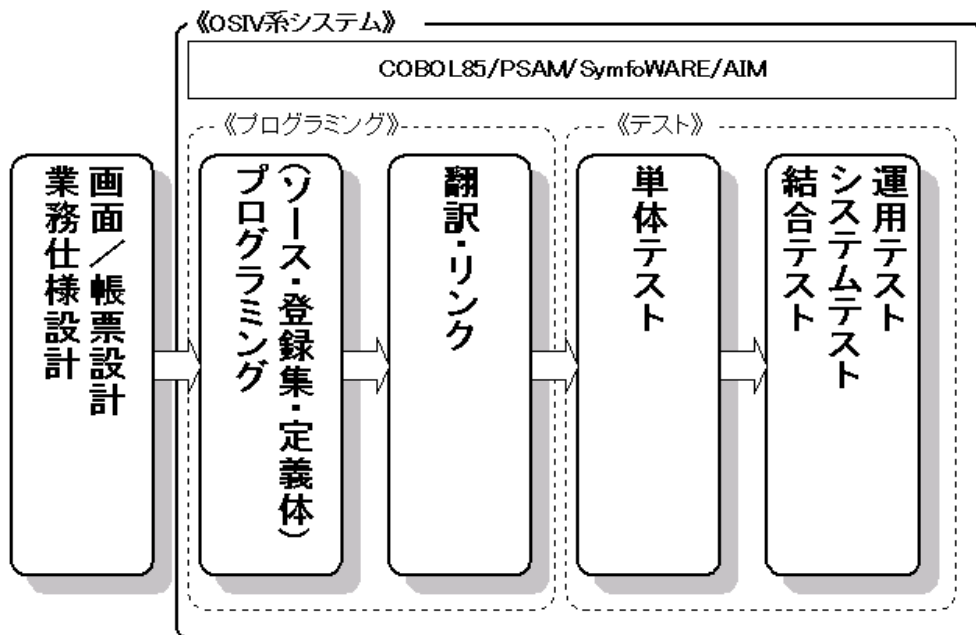 《OSIV系システム》
COBOL85/PSAM/SymfoWARE/AIM
《プログラミング》
《テスト》
画面／帳票設計
業務仕様設計
(ソース・登録集・定義体)
プログラミング
翻訳・リンク
単体テスト
運用テスト
システムテスト
結合テスト